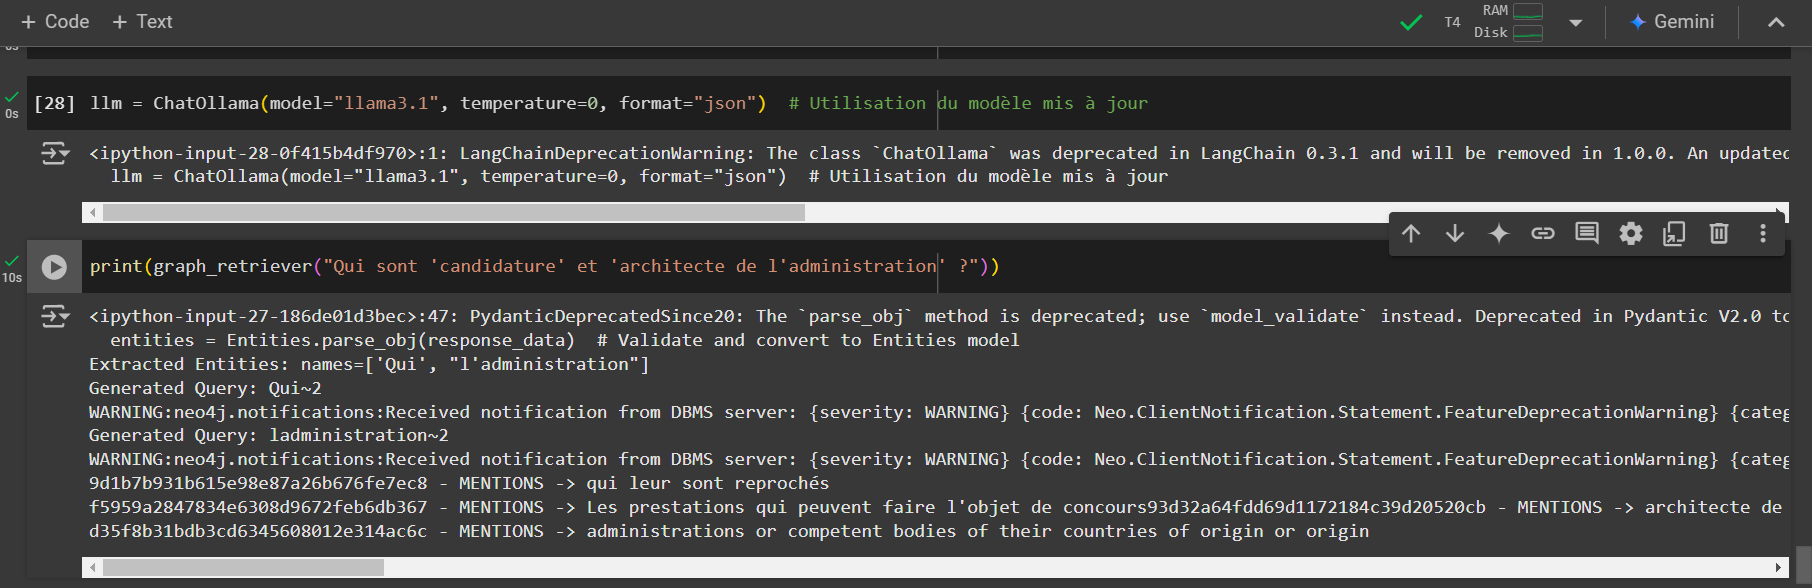 + Code + Text
T4 RAM Disk Gemini
[28] llm = ChatOllama(model="llama3.1", temperature=0, format="json")  # Utilisation du modèle mis à jour
0s
<ipython-input-28-0f415b4df970>:1: LangChainDeprecationWarning: The class `ChatOllama` was deprecated in LangChain 0.3.1 and will be removed in 1.0.0. An updated
  llm = ChatOllama(model="llama3.1", temperature=0, format="json")  # Utilisation du modèle mis à jour
print(graph_retriever("Qui sont 'candidature' et 'architecte de l'administration' ?"))
10s
<ipython-input-27-186de01d3bec>:47: PydanticDeprecatedSince20: The `parse_obj` method is deprecated; use `model_validate` instead. Deprecated in Pydantic V2.0 to
  entities = Entities.parse_obj(response_data)  # Validate and convert to Entities model
Extracted Entities: names=['Qui', "l'administration"]
Generated Query: Qui~2
WARNING:neo4j.notifications:Received notification from DBMS server: {severity: WARNING} {code: Neo.ClientNotification.Statement.FeatureDeprecationWarning} {categ
Generated Query: ladministration~2
WARNING:neo4j.notifications:Received notification from DBMS server: {severity: WARNING} {code: Neo.ClientNotification.Statement.FeatureDeprecationWarning} {categ
9d1b7b931b615e98e87a26b676fe7ec8 - MENTIONS -> qui leur sont reprochés
f5959a2847834e6308d9672feb6db367 - MENTIONS -> Les prestations qui peuvent faire l'objet de concours93d32a64fdd69d1172184c39d20520cb - MENTIONS -> architecte de
d35f8b31bdb3cd6345608012e314ac6c - MENTIONS -> administrations or competent bodies of their countries of origin or origin